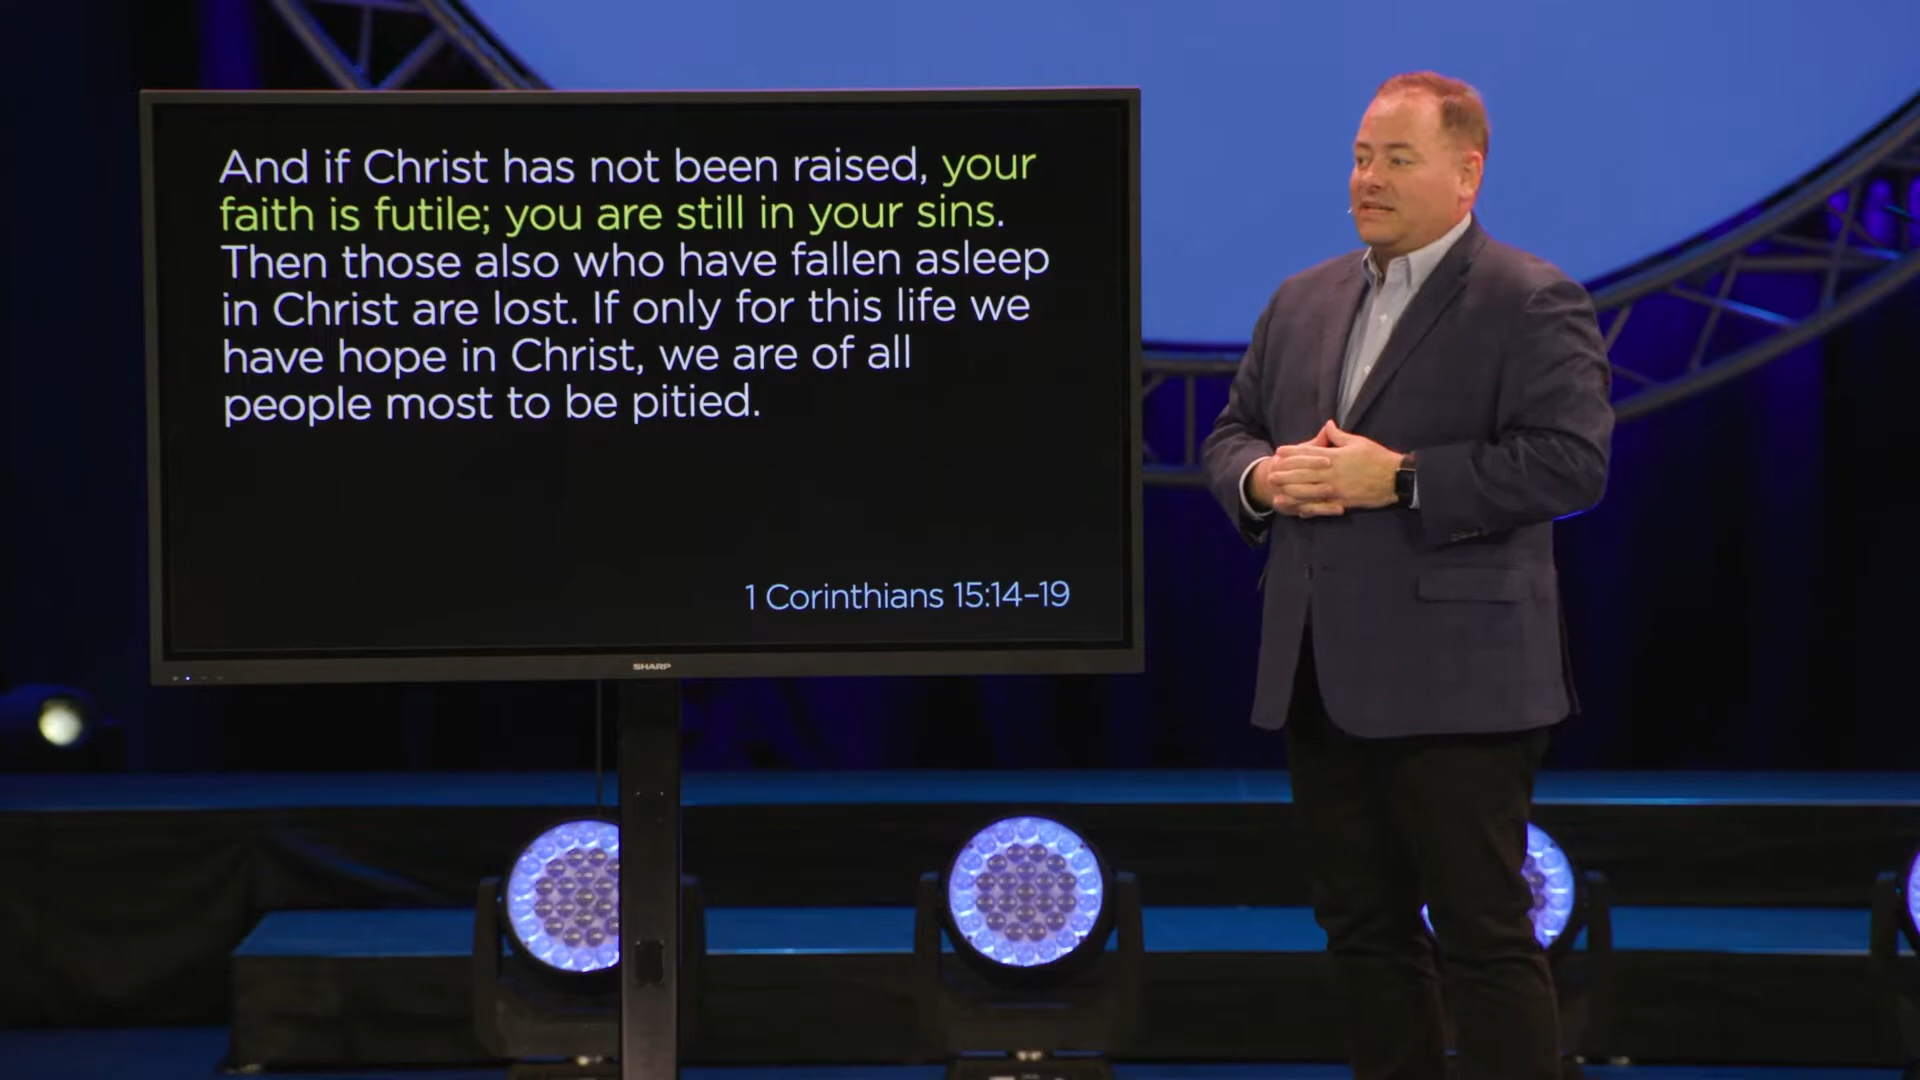 And if Christ has not been raised, your
faith is futile; you are still in your sins.
Then those also who have fallen asleep
in Christ are lost. If only for this life we
have hope in Christ, we are of all
people most to be pitied.
1 Corinthians 15:14–19
SHARP